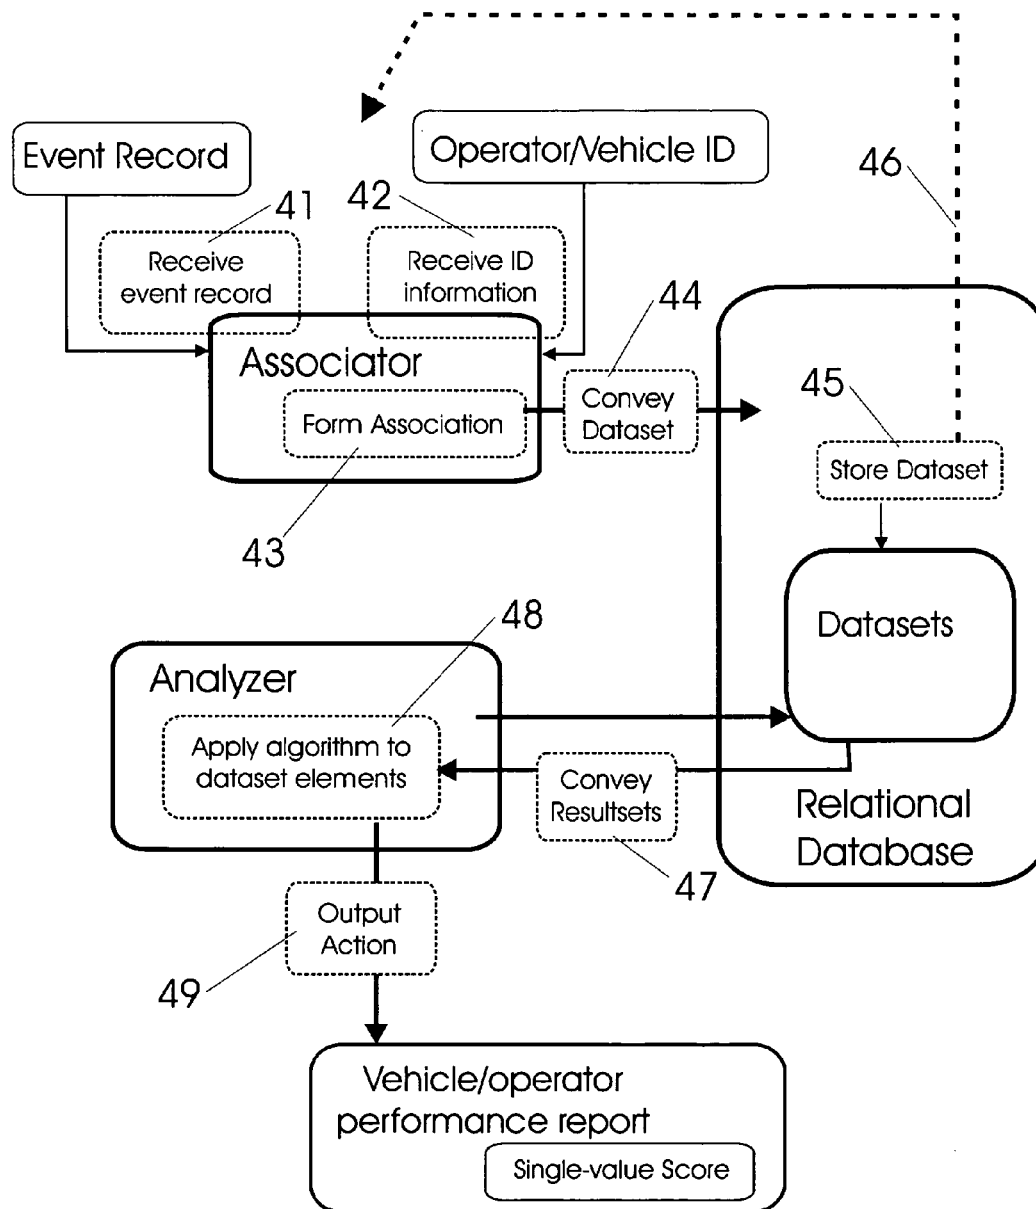 Event Record
Operator/Vehicle ID
46
41
42
Receive
event record
Receive ID
information
44
Associator
Convey
Dataset
45
Form Association
Store Dataset
43
Datasets
48
Analyzer
Apply algorithm to
dataset elements
Convey
Resultsets
Relational
Database
47
Output
Action
49
Vehicle/operator
performance report
Single-value Score